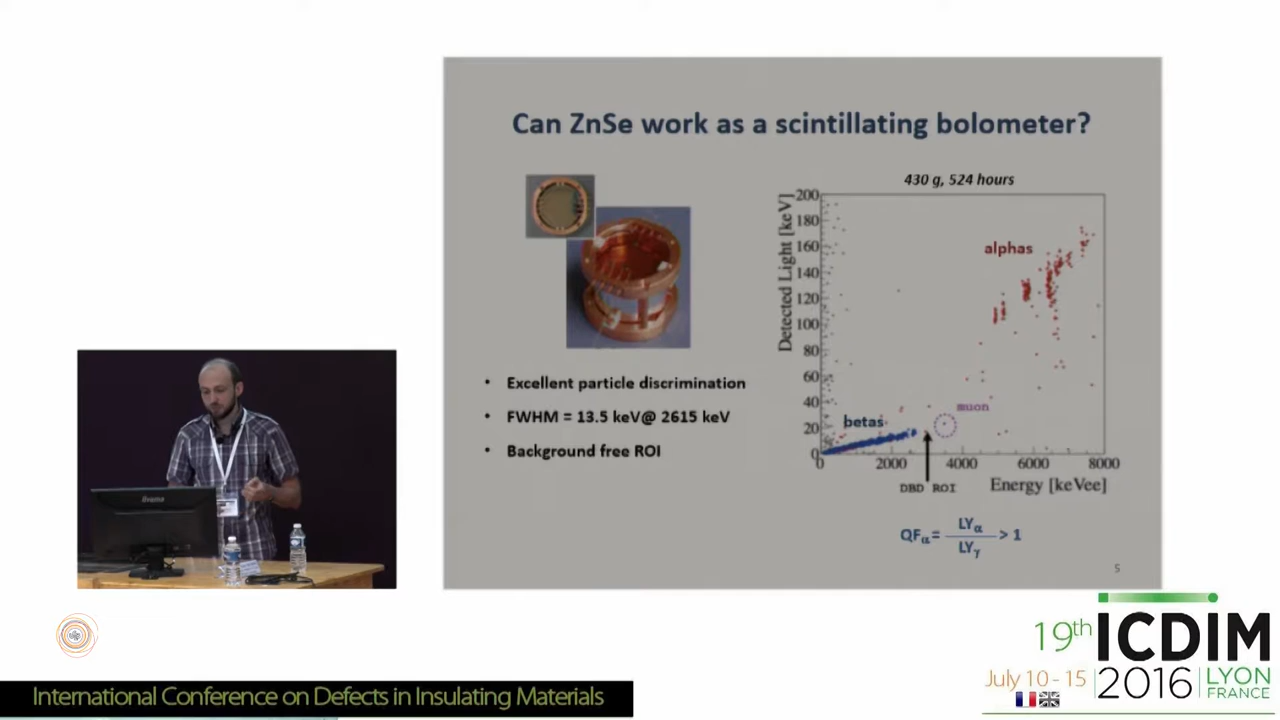 Can ZnSe work as a scintillating bolometer?
430 g, 524 hours
Detected Light [keV]
200
180
160
140
120
100
80
60
40
20
0
alphas
muon
betas
0
2000
4000
6000
8000
DBD ROI
Energy [keVee]
• Excellent particle discrimination
• FWHM = 13.5 keV@ 2615 keV
• Background free ROI
QFα = LYα / LYγ > 1
5
iiyama
19th ICDIM
July 10 - 15 2016 LYON
FRANCE
International Conference on Defects in Insulating Materials